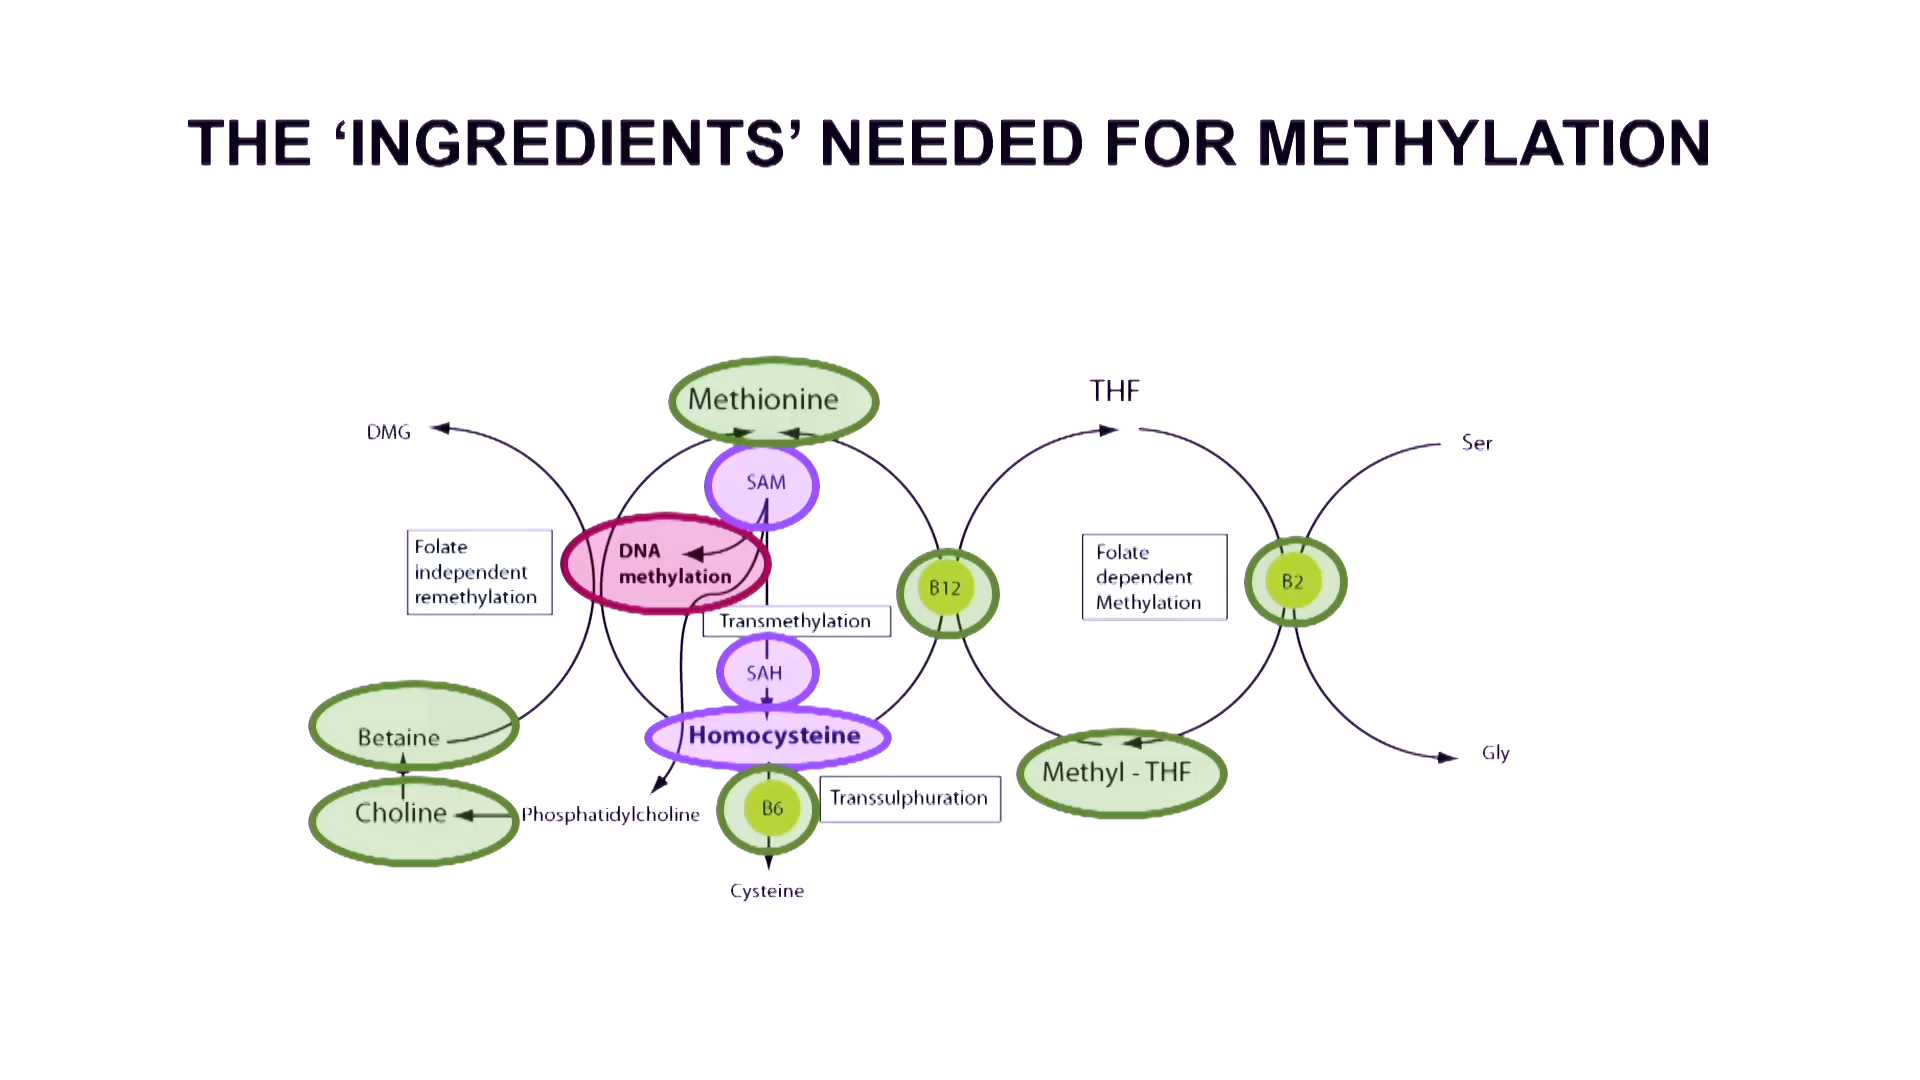 THE ‘INGREDIENTS’ NEEDED FOR METHYLATION
Methionine
THF
DMG
Ser
SAM
DNA
methylation
Folate
independent
remethylation
Folate
dependent
Methylation
B12
B2
Transmethylation
SAH
Betaine
Homocysteine
Gly
Methyl - THF
Choline
Phosphatidylcholine
B6
Transsulphuration
Cysteine